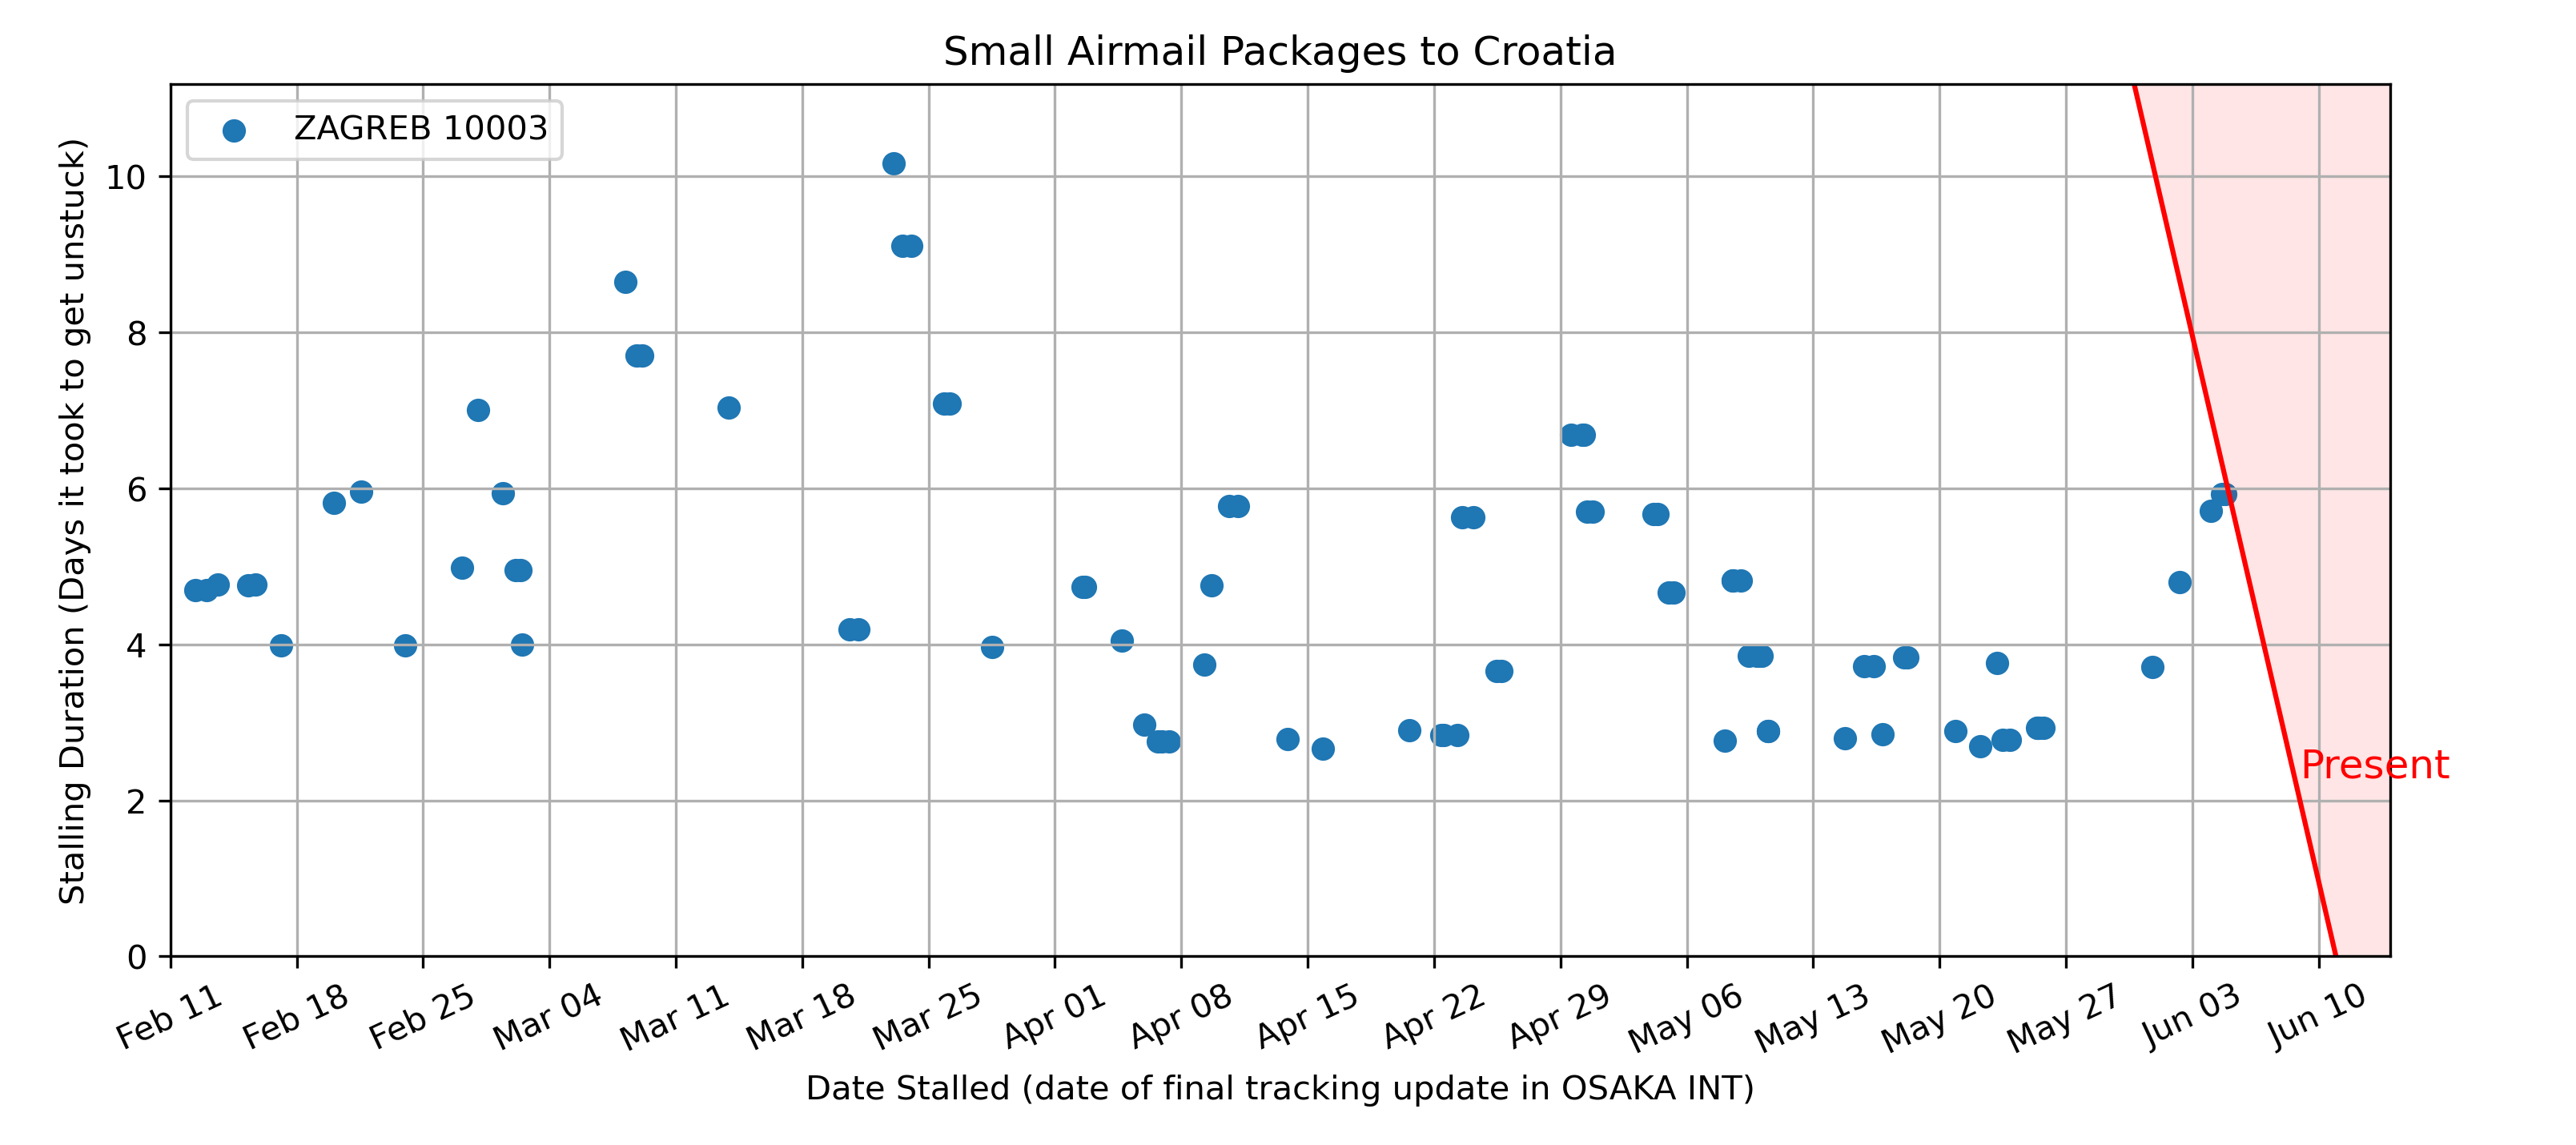 Small Airmail Packages to Croatia
ZAGREB 10003
Stalling Duration (Days it took to get unstuck)
10
8
6
4
2
0
Present
Feb 11
Feb 18
Feb 25
Mar 04
Mar 11
Mar 18
Mar 25
Apr 01
Apr 08
Apr 15
Apr 22
Apr 29
May 06
May 13
May 20
May 27
Jun 03
Jun 10
Date Stalled (date of final tracking update in OSAKA INT)